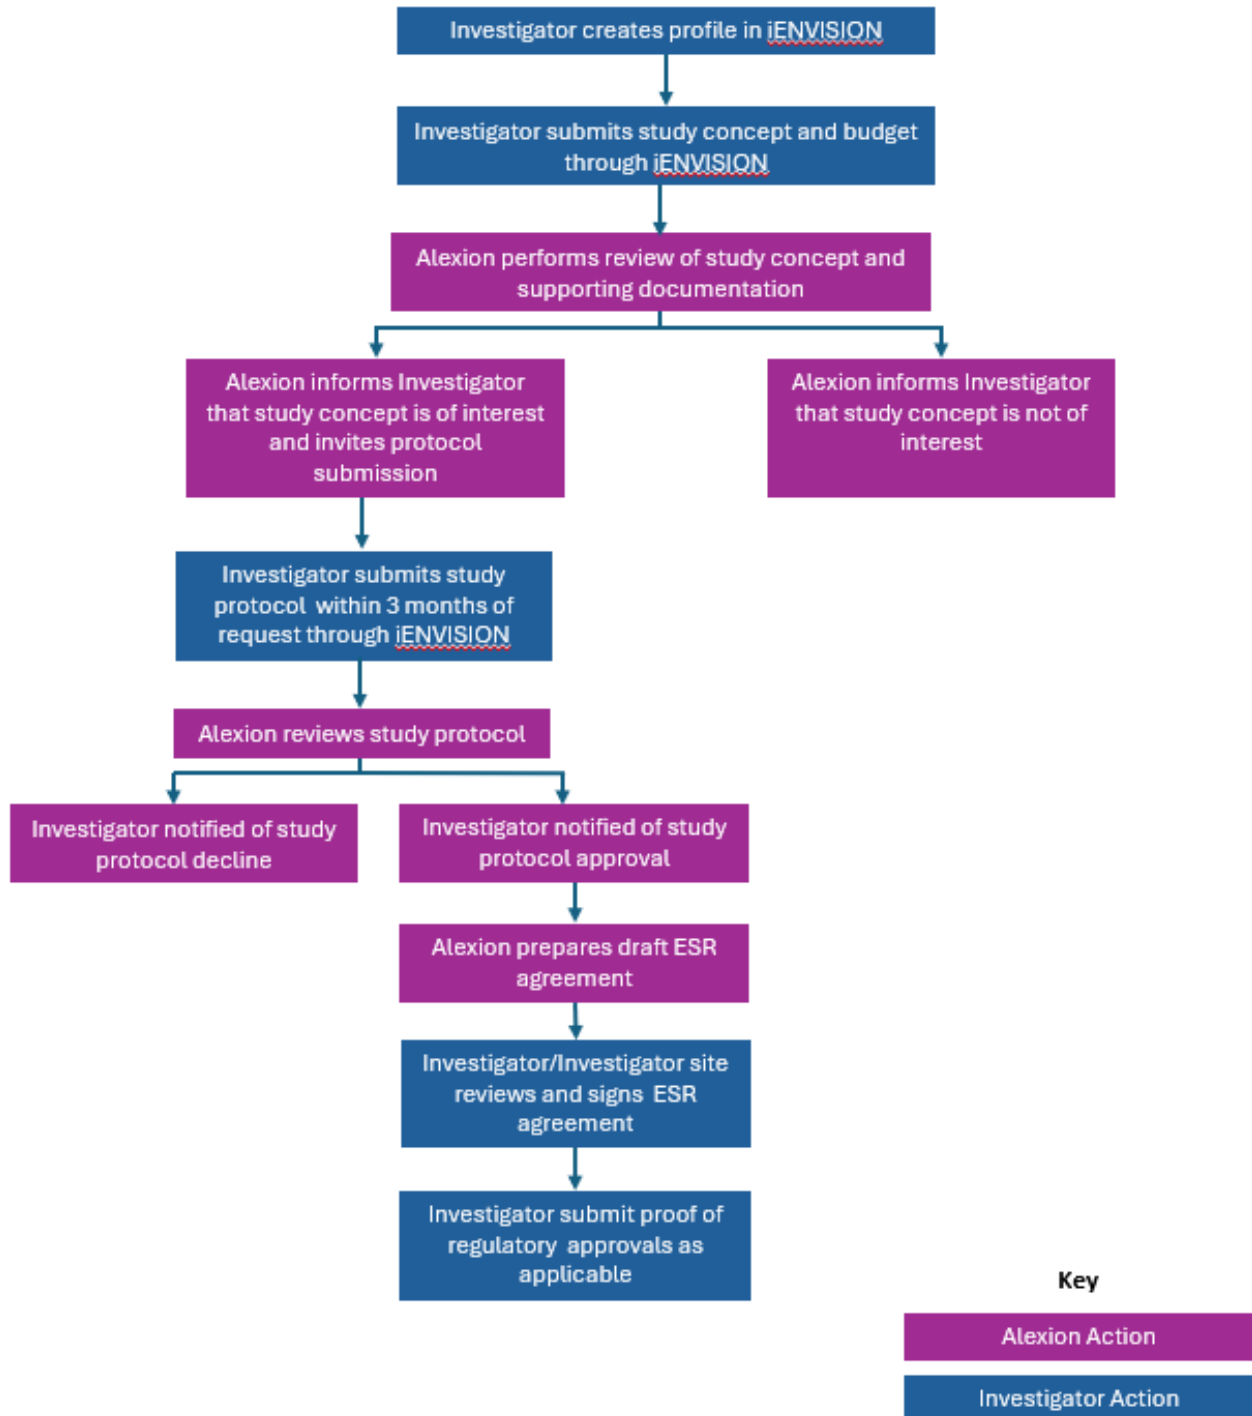 Investigator creates profile in iENVISION
Investigator submits study concept and budget
through iENVISION
Alexion performs review of study concept and
supporting documentation
Alexion informs Investigator
that study concept is of interest
and invites protocol
submission
Alexion informs Investigator
that study concept is not of
interest
Investigator submits study
protocol within 3 months of
request through iENVISION
Alexion reviews study protocol
Investigator notified of study
protocol decline
Investigator notified of study
protocol approval
Alexion prepares draft ESR
agreement
Investigator/Investigator site
reviews and signs ESR
agreement
Investigator submit proof of
regulatory approvals as
applicable
Key
Alexion Action
Investigator Action